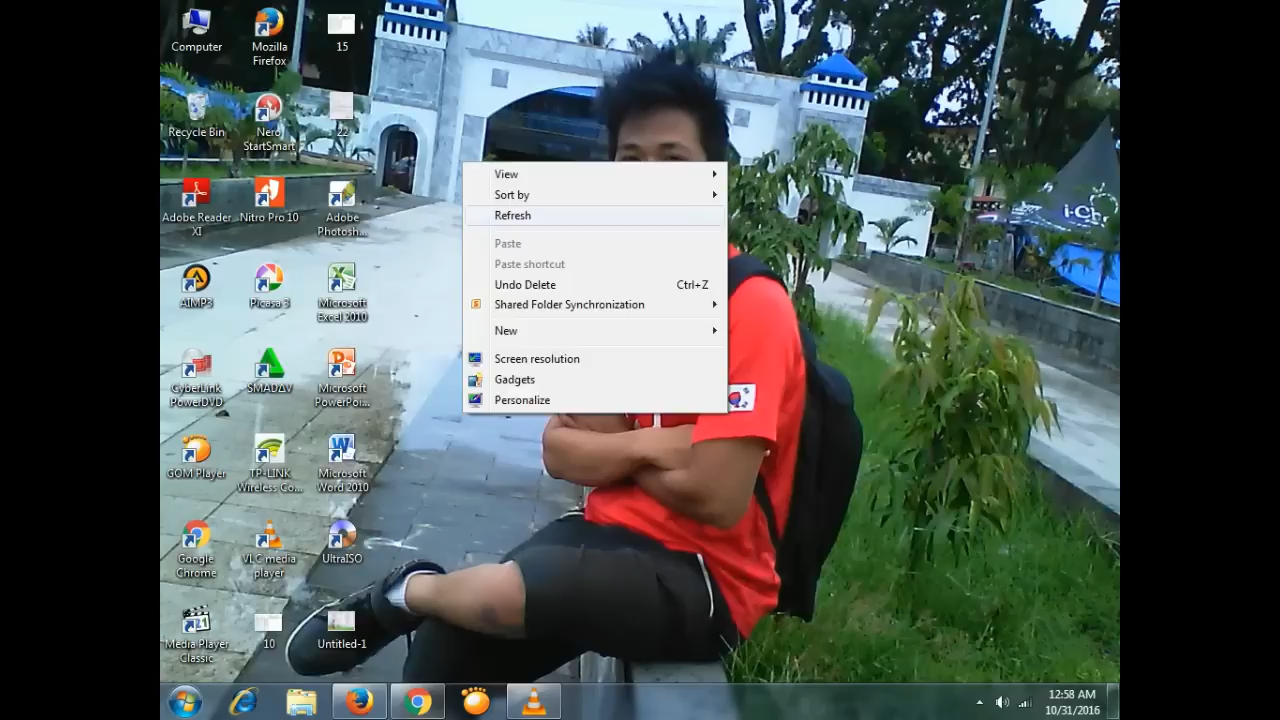 Computer
Mozilla
Firefox
15
Recycle Bin
Nero
StartSmart
22
Adobe Reader
XI
Nitro Pro 10
Adobe
Photosh...
AIMP3
Picasa 3
Microsoft
Excel 2010
CyberLink
PowerDVD
SMADAV
Microsoft
PowerPoi...
GOM Player
TP-LINK
Wireless Co...
Microsoft
Word 2010
Google
Chrome
VLC media
player
UltraISO
Media Player
Classic
10
Untitled-1
View
Sort by
Refresh
Paste
Paste shortcut
Undo Delete Ctrl+Z
Shared Folder Synchronization
New
Screen resolution
Gadgets
Personalize
12:58 AM
10/31/2016